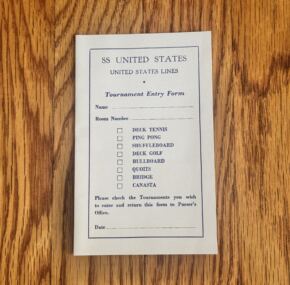 SS UNITED STATES
UNITED STATES LINES
Tournament Entry Form
Name
Room Number
DECK TENNIS
PING PONG
SHUFFLEBOARD
DECK GOLF
BULLBOARD
QUOITS
BRIDGE
CANASTA
Please check the Tournaments you wish
to enter and return this form to Purser's
Office.
Date